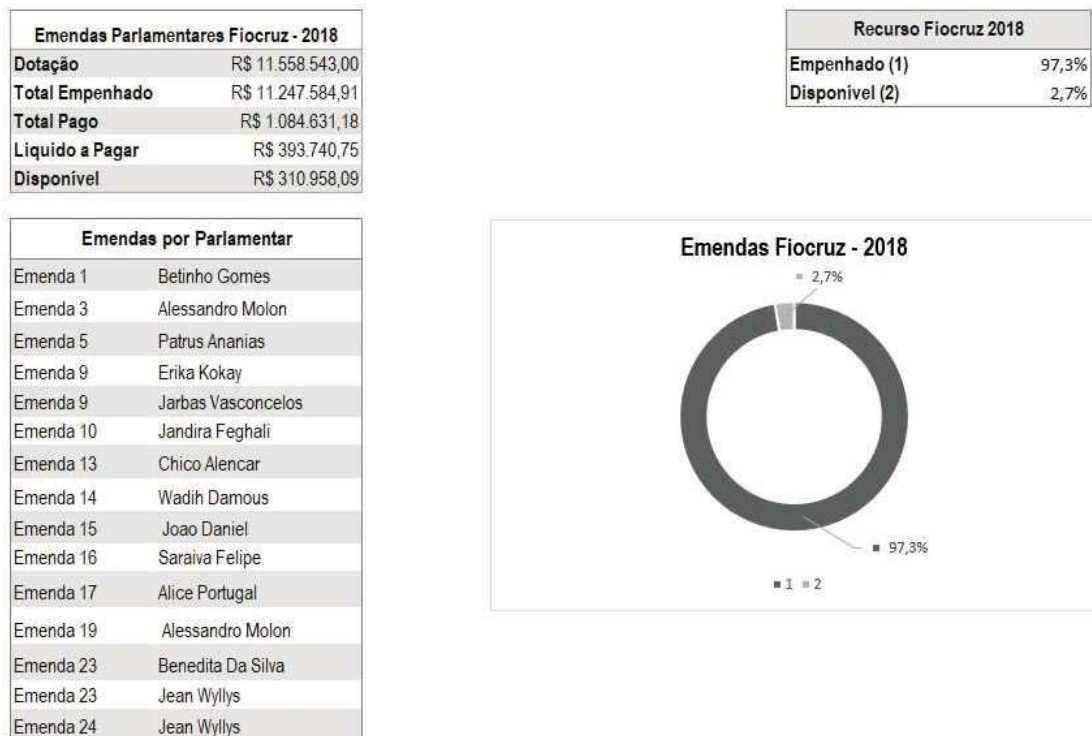 Emendas Parlamentares Fiocruz - 2018
Dotação R$ 11.558.543,00
Total Empenhado R$ 11.247.584,91
Total Pago R$ 1.084.631,18
Liquido a Pagar R$ 393.740,75
Disponível R$ 310.958,09
Recurso Fiocruz 2018
Empenhado (1) 97,3%
Disponível (2) 2,7%
Emendas por Parlamentar
Emenda 1 Betinho Gomes
Emenda 3 Alessandro Molon
Emenda 5 Patrus Ananias
Emenda 9 Erika Kokay
Emenda 9 Jarbas Vasconcelos
Emenda 10 Jandira Feghali
Emenda 13 Chico Alencar
Emenda 14 Wadih Damous
Emenda 15 Joao Daniel
Emenda 16 Saraiva Felipe
Emenda 17 Alice Portugal
Emenda 19 Alessandro Molon
Emenda 23 Benedita Da Silva
Emenda 23 Jean Wyllys
Emenda 24 Jean Wyllys
Emendas Fiocruz - 2018
2,7%
97,3%
1 2